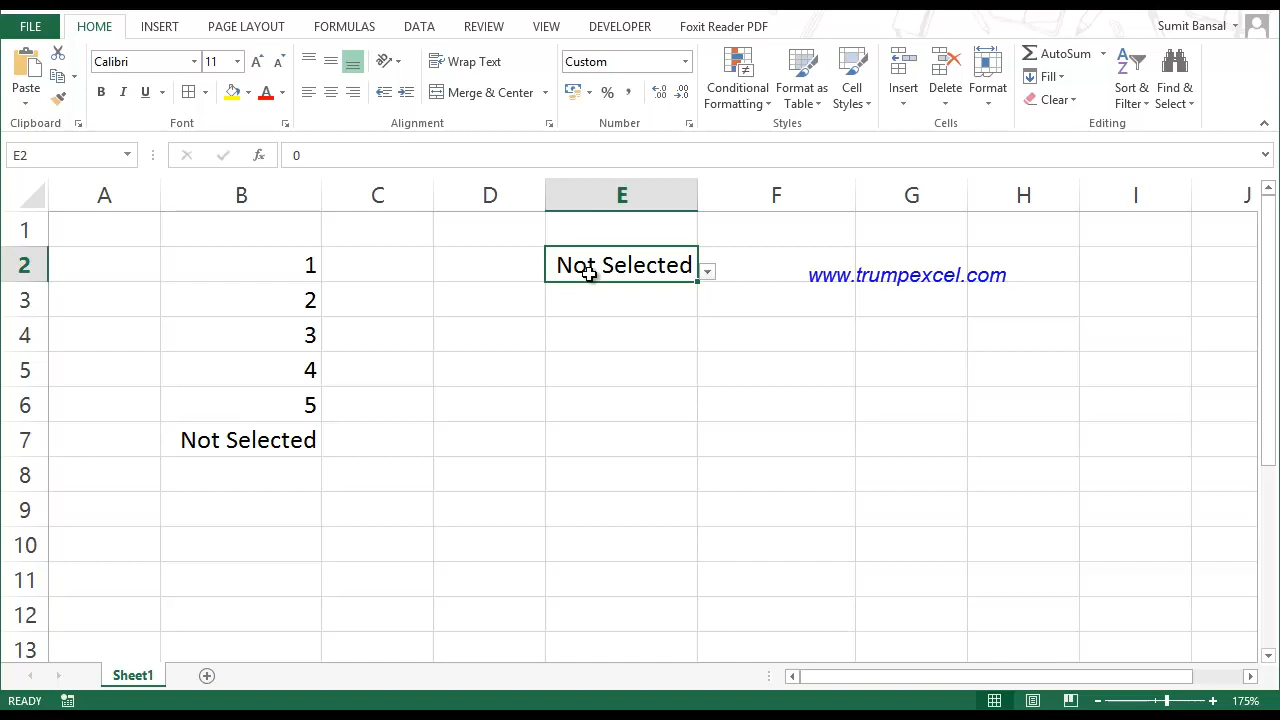 FILE HOME INSERT PAGE LAYOUT FORMULAS DATA REVIEW VIEW DEVELOPER Foxit Reader PDF Sumit Bansal
Calibri 11 Wrap Text Custom AutoSum
Paste B I U Merge & Center % , Conditional Formatting Format as Table Cell Styles Insert Delete Format Fill Sort & Filter Find & Select
Clear
Clipboard Font Alignment Number Styles Cells Editing
E2 fx 0
A B C D E F G H I J
1
2 1 Not Selected www.trumpexcel.com
3 2
4 3
5 4
6 5
7 Not Selected
8
9
10
11
12
13
Sheet1
READY 175%